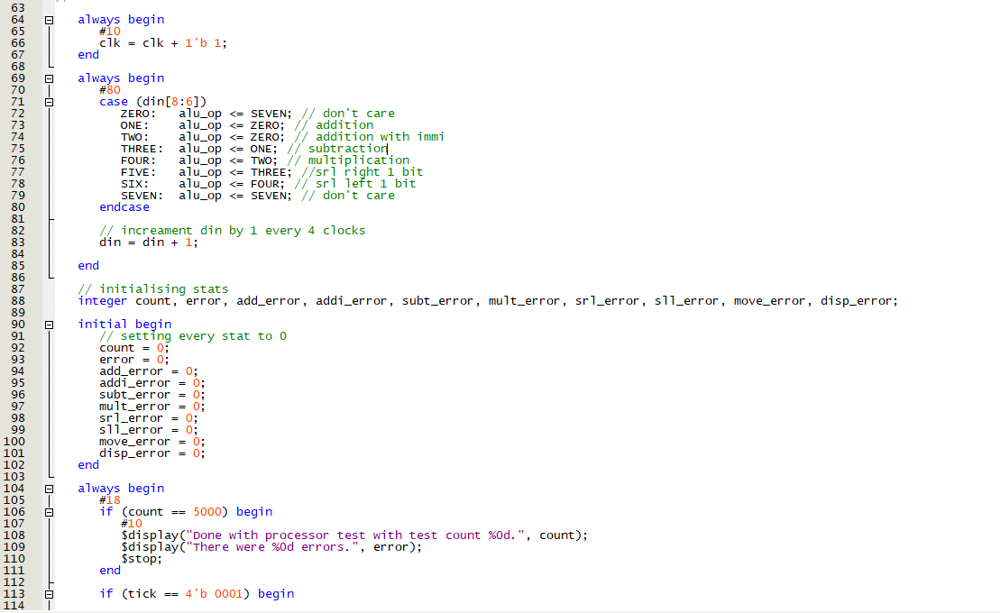 63
64 always begin
65 #10
66 clk = clk + 1'b 1;
67 end
68
69 always begin
70 #80
71 case (din[8:6])
72 ZERO: alu_op <= SEVEN; // don't care
73 ONE: alu_op <= ZERO; // addition
74 TWO: alu_op <= ZERO; // addition with immi
75 THREE: alu_op <= ONE; // subtraction
76 FOUR: alu_op <= TWO; // multiplication
77 FIVE: alu_op <= THREE; //srl right 1 bit
78 SIX: alu_op <= FOUR; // srl left 1 bit
79 SEVEN: alu_op <= SEVEN; // don't care
80 endcase
81
82 // increament din by 1 every 4 clocks
83 din = din + 1;
84
85 end
86
87 // initialising stats
88 integer count, error, add_error, addi_error, subt_error, mult_error, srl_error, sll_error, move_error, disp_error;
89
90 initial begin
91 // setting every stat to 0
92 count = 0;
93 error = 0;
94 add_error = 0;
95 addi_error = 0;
96 subt_error = 0;
97 mult_error = 0;
98 srl_error = 0;
99 sll_error = 0;
100 move_error = 0;
101 disp_error = 0;
102 end
103
104 always begin
105 #18
106 if (count == 5000) begin
107 #10
108 $display("Done with processor test with test count %0d.", count);
109 $display("There were %0d errors.", error);
110 $stop;
111 end
112
113 if (tick == 4'b 0001) begin
114